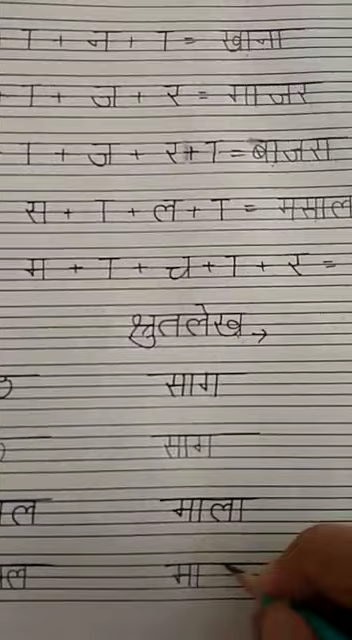 ा + न + ा = खाना
ा + ज + र = गाजर
ा + ज + र + ा = बाजरा
स + ा + ल + ा = मसाल
म + ा + च + ा + र =
श्रुतलेख →
साग
साग
ाल माला
ल मा